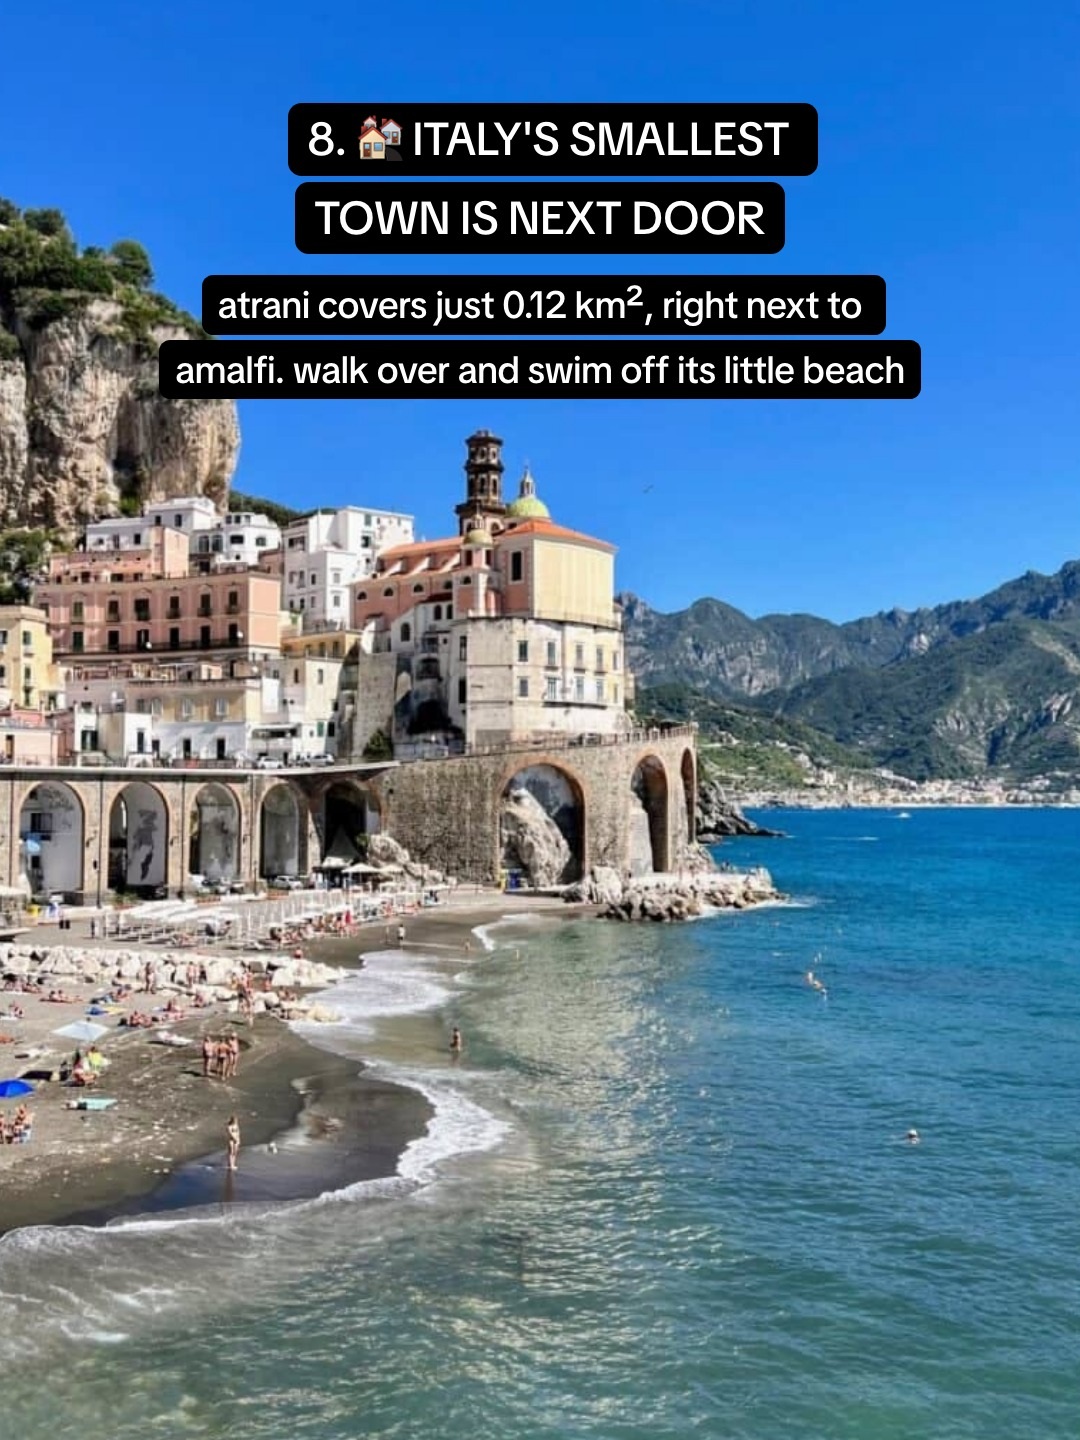 8. 🏘️ ITALY'S SMALLEST
TOWN IS NEXT DOOR
atrani covers just 0.12 km², right next to
amalfi. walk over and swim off its little beach